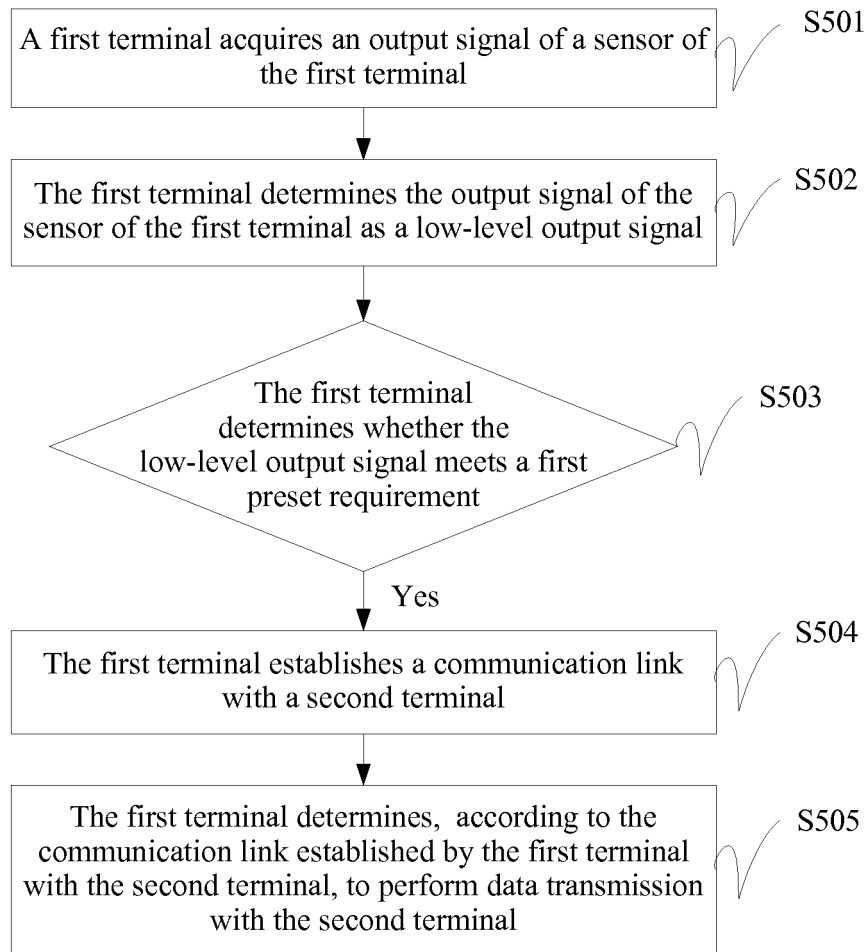 A first terminal acquires an output signal of a sensor of
the first terminal
S501
The first terminal determines the output signal of the
sensor of the first terminal as a low-level output signal
S502
The first terminal
determines whether the
low-level output signal meets a first
preset requirement
S503
Yes
The first terminal establishes a communication link
with a second terminal
S504
The first terminal determines, according to the
communication link established by the first terminal
with the second terminal, to perform data transmission
with the second terminal
S505